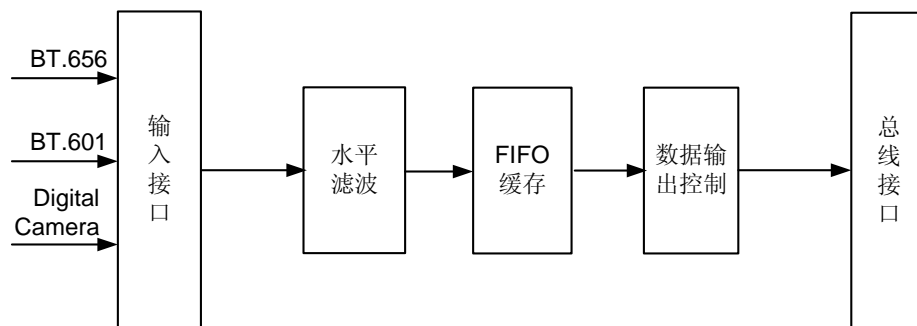 BT.656
BT.601
Digital
Camera
输
入
接
口
水平
滤波
FIFO
缓存
数据输
出控制
总
线
接
口